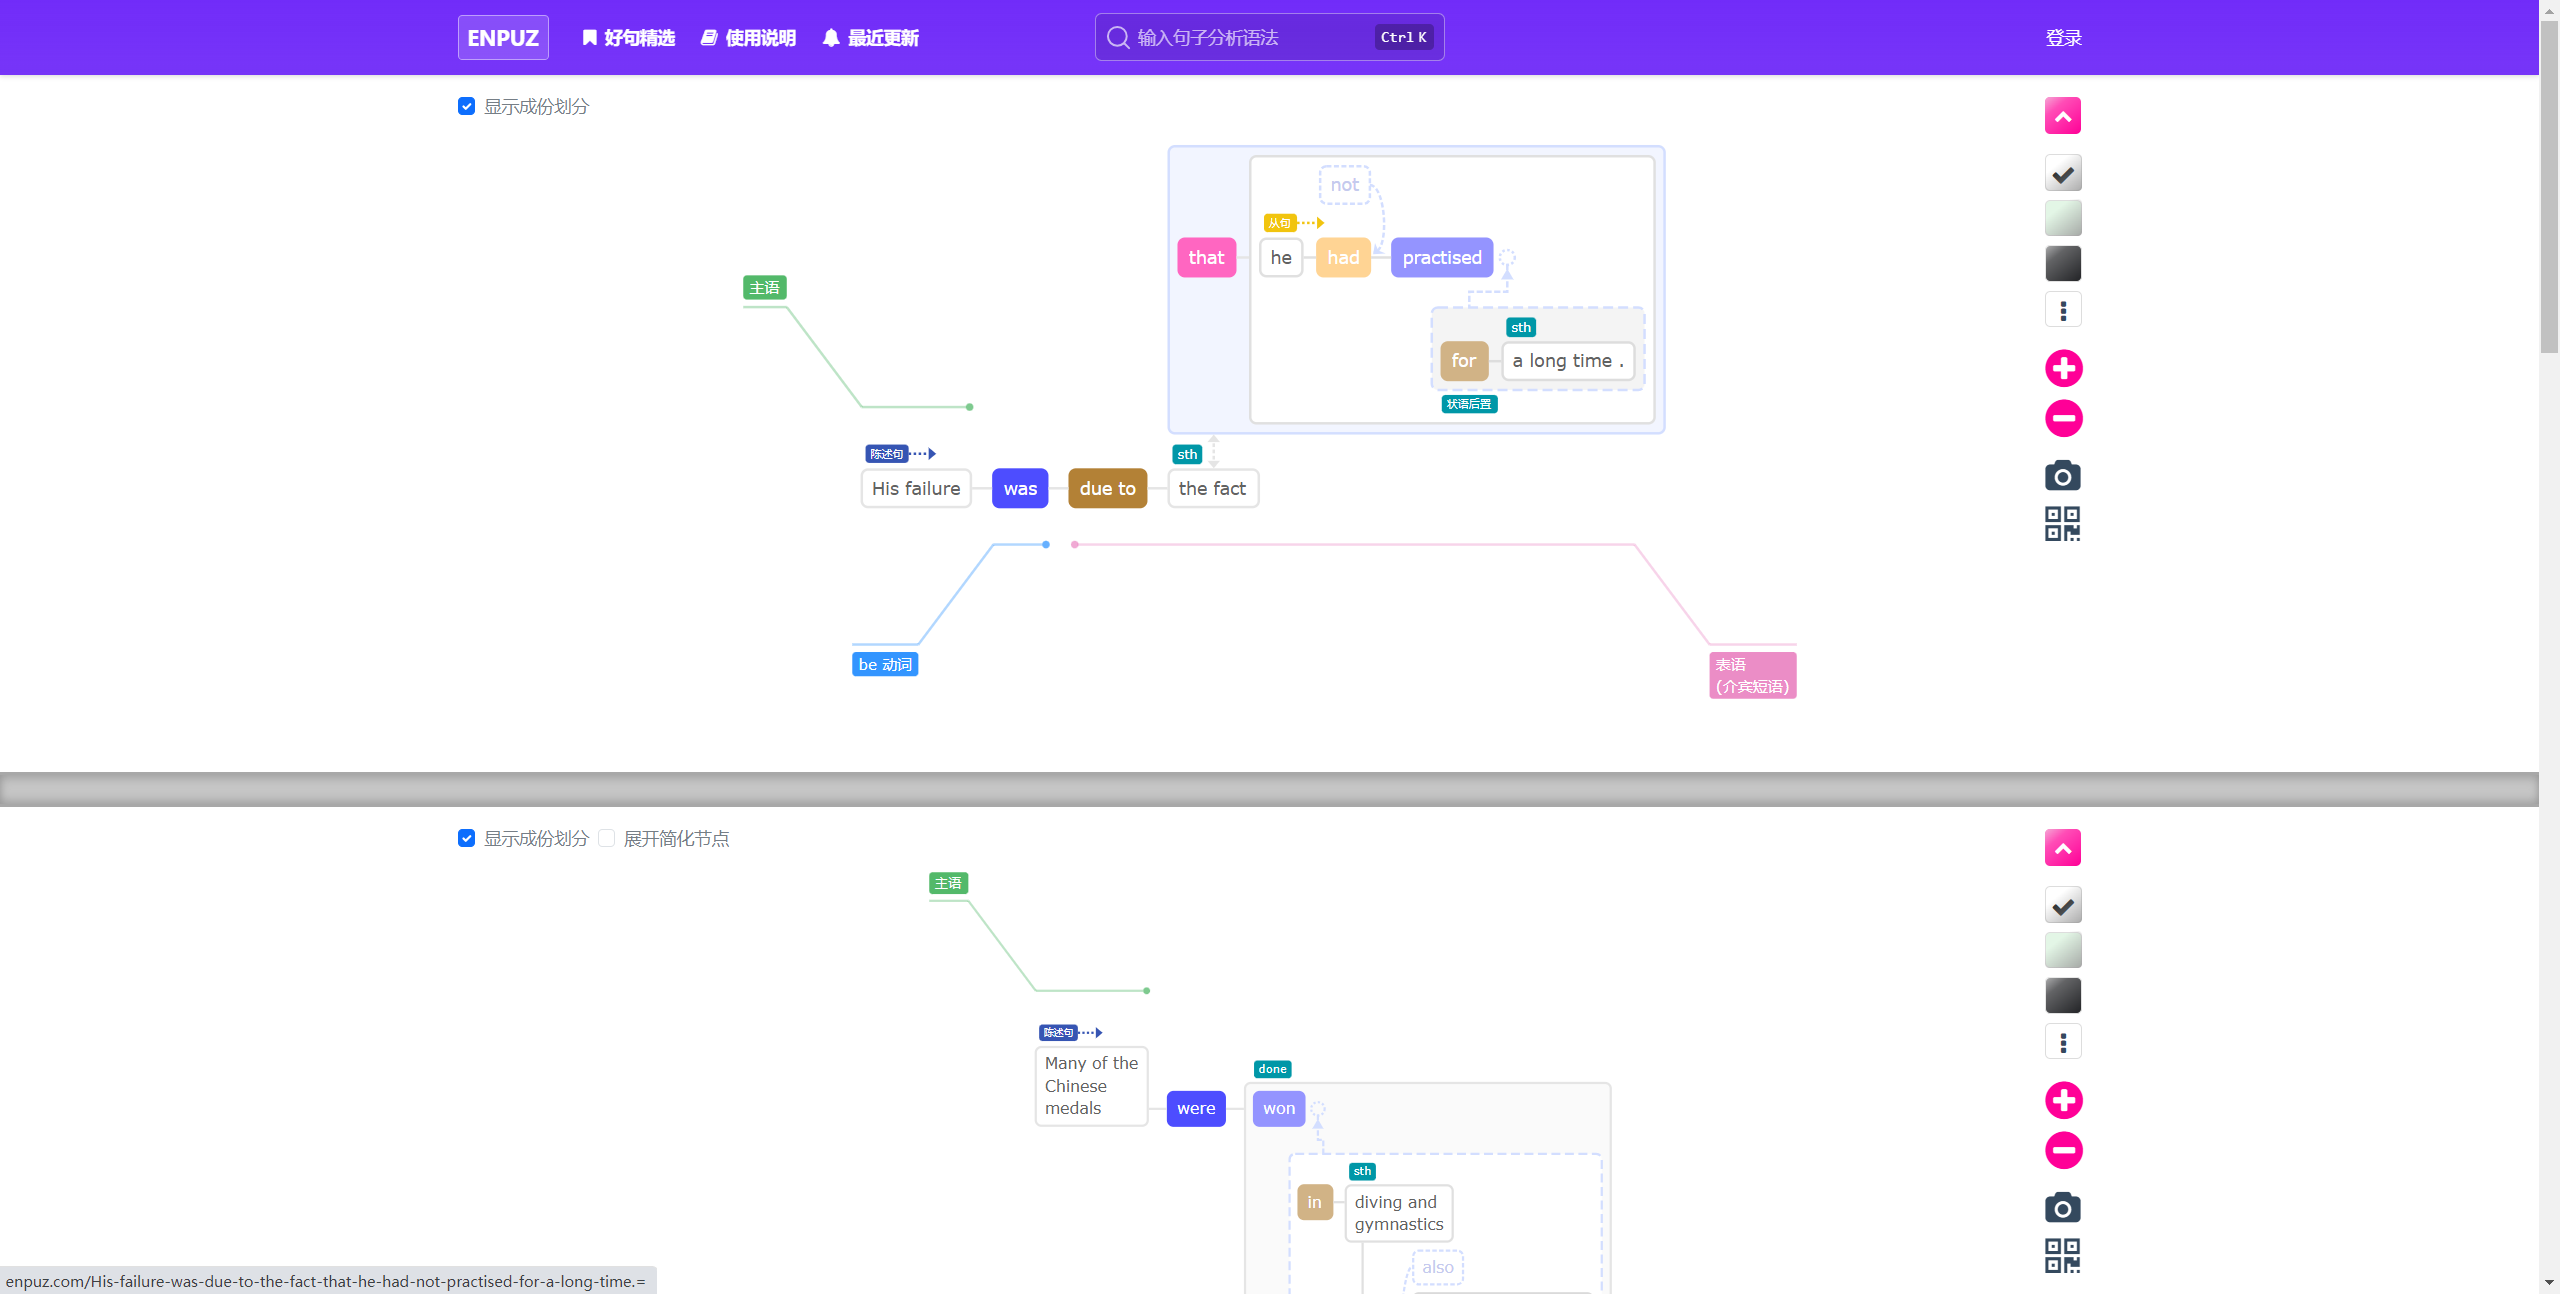 ENPUZ 好句精选 使用说明 最近更新 输入句子分析语法 Ctrl K 登录
显示成份划分
not
从句
that he had practised
主语
sth
for a long time .
状语后置
陈述句 sth
His failure was due to the fact
be 动词
表语
(介宾短语)
显示成份划分 展开简化节点
主语
陈述句
Many of the
Chinese
medals
done
were won
sth
in
diving and
gymnastics
also
enpuz.com/His-failure-was-due-to-the-fact-that-he-had-not-practised-for-a-long-time.=